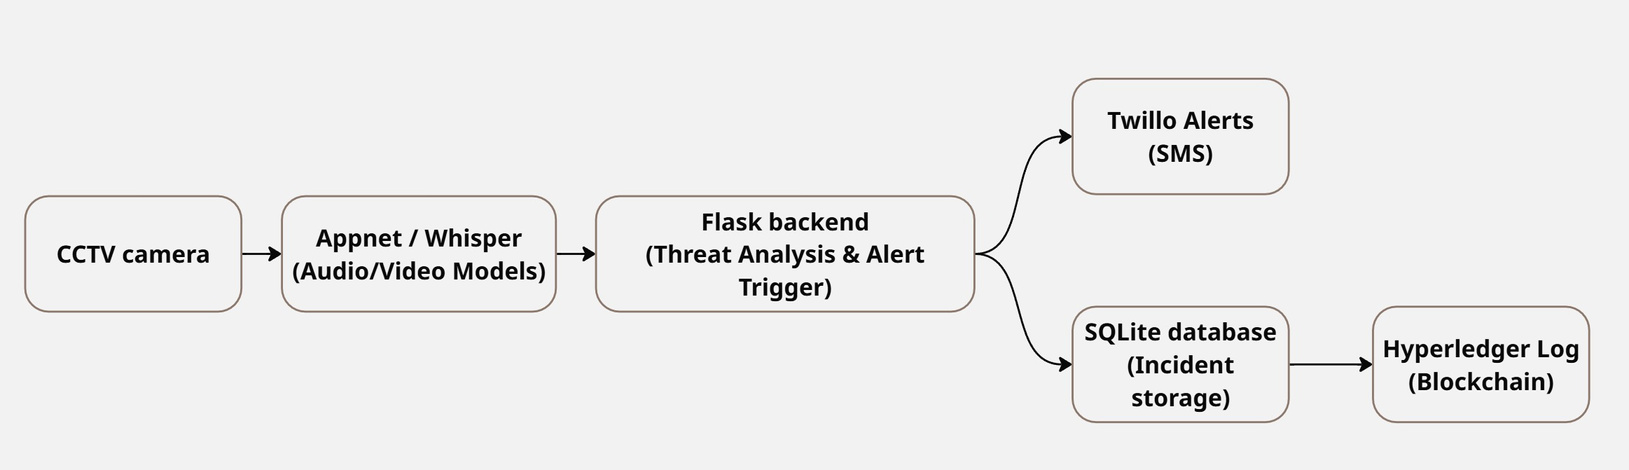 CCTV camera
Appnet / Whisper
(Audio/Video Models)
Flask backend
(Threat Analysis & Alert
Trigger)
Twillo Alerts
(SMS)
SQLite database
(Incident
storage)
Hyperledger Log
(Blockchain)